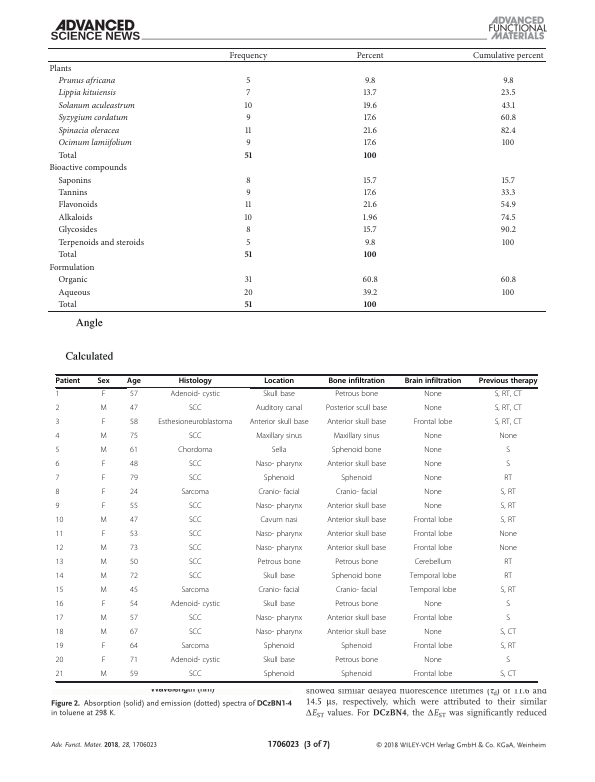 ADVANCED
SCIENCE NEWS
ADVANCED
FUNCTIONAL
MATERIALS
Frequency Percent Cumulative percent
Plants
Prunus africana 5 9.8 9.8
Lippia kituiensis 7 13.7 23.5
Solanum aculeastrum 10 19.6 43.1
Syzygium cordatum 9 17.6 60.8
Spinacia oleracea 11 21.6 82.4
Ocimum lamiifolium 9 17.6 100
Total 51 100
Bioactive compounds
Saponins 8 15.7 15.7
Tannins 9 17.6 33.3
Flavonoids 11 21.6 54.9
Alkaloids 10 1.96 74.5
Glycosides 8 15.7 90.2
Terpenoids and steroids 5 9.8 100
Total 51 100
Formulation
Organic 31 60.8 60.8
Aqueous 20 39.2 100
Total 51 100
Angle
Calculated
Patient Sex Age Histology Location Bone infiltration Brain infiltration Previous therapy
1 F 57 Adenoid- cystic Skull base Petrous bone None S, RT, CT
2 M 47 SCC Auditory canal Posterior scull base None S, RT, CT
3 F 58 Esthesioneuroblastoma Anterior skull base Anterior skull base Frontal lobe S, RT, CT
4 M 75 SCC Maxillary sinus Maxillary sinus None None
5 M 61 Chordoma Sella Sphenoid bone None S
6 F 48 SCC Naso- pharynx Anterior skull base None S
7 F 79 SCC Sphenoid Sphenoid None RT
8 F 24 Sarcoma Cranio- facial Cranio- facial None S, RT
9 F 55 SCC Naso- pharynx Anterior skull base None S, RT
10 M 47 SCC Cavum nasi Anterior skull base Frontal lobe S, RT
11 F 53 SCC Naso- pharynx Anterior skull base Frontal lobe None
12 M 73 SCC Naso- pharynx Anterior skull base Frontal lobe None
13 M 50 SCC Petrous bone Petrous bone Cerebellum RT
14 M 72 SCC Skull base Sphenoid bone Temporal lobe RT
15 M 45 Sarcoma Cranio- facial Cranio- facial Temporal lobe S, RT
16 F 54 Adenoid- cystic Skull base Petrous bone None S
17 M 57 SCC Naso- pharynx Anterior skull base Frontal lobe S
18 M 67 SCC Naso- pharynx Anterior skull base None S, CT
19 F 64 Sarcoma Sphenoid Sphenoid Frontal lobe S, RT
20 F 71 Adenoid- cystic Skull base Petrous bone None S
21 M 59 SCC Sphenoid Sphenoid Frontal lobe S, CT
Wavelength (nm)
Figure 2. Absorption (solid) and emission (dotted) spectra of DCzBN1-4
in toluene at 298 K.
showed similar delayed fluorescence lifetimes (τd) of 11.6 and
14.5 μs, respectively, which were attributed to their similar
ΔEST values. For DCzBN4, the ΔEST was significantly reduced
Adv. Funct. Mater. 2018, 28, 1706023
1706023 (3 of 7)
© 2018 WILEY-VCH Verlag GmbH & Co. KGaA, Weinheim